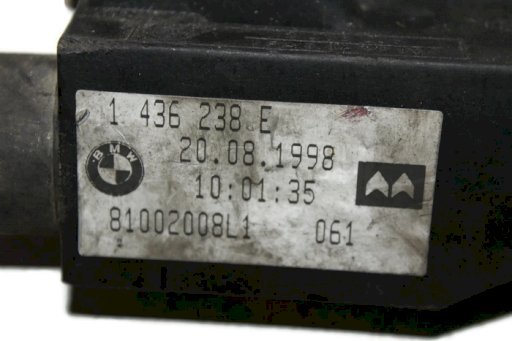 1 436 238 E
20.08.1998
BMW
10:01:35
81002008L1 061